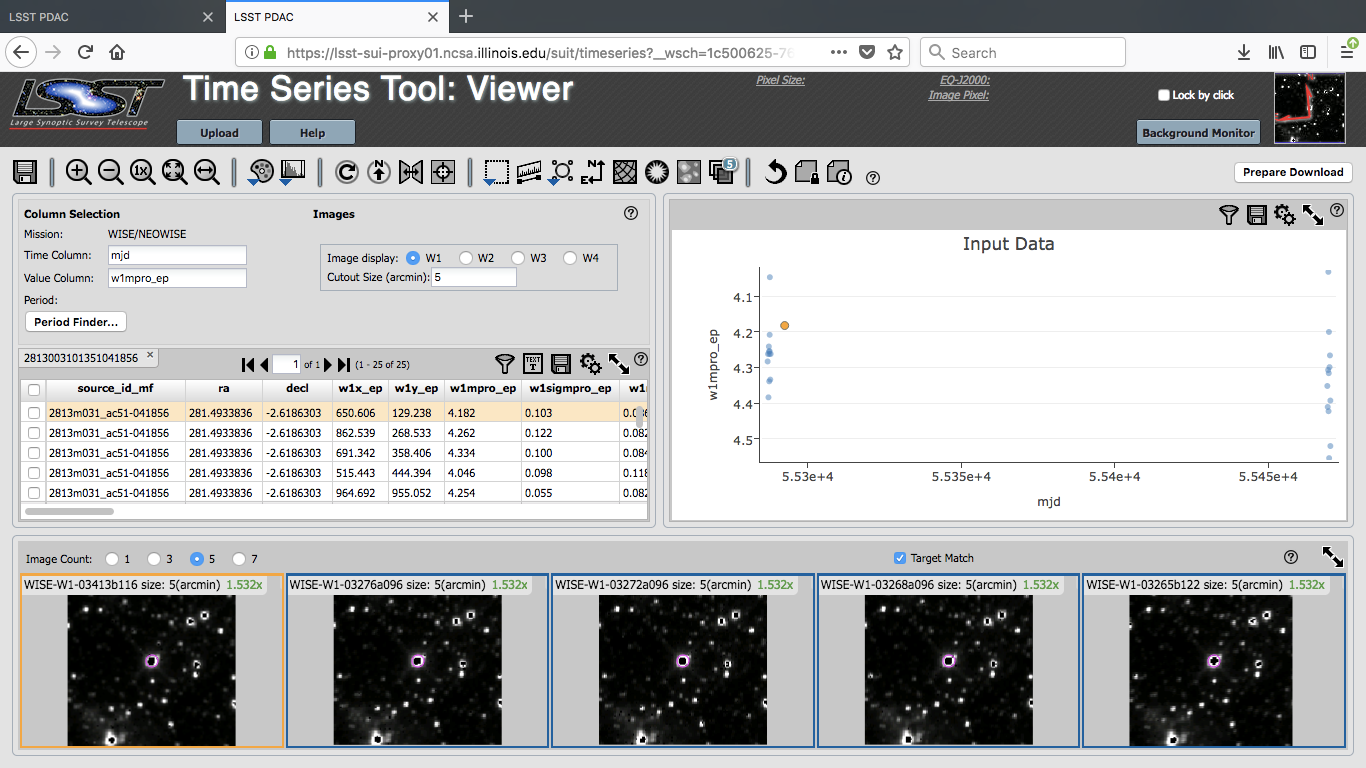 LSST PDAC
LSST PDAC
https://lsst-sui-proxy01.ncsa.illinois.edu/suit/timeseries?__wsch=1c500625-7
Search
LSST
Large Synoptic Survey Telescope
Time Series Tool: Viewer
Upload
Help
Pixel Size:
EQ-J2000:
Image Pixel:
Lock by click
Background Monitor
1x
N
N
E
5
Prepare Download
Column Selection
Mission: WISE/NEOWISE
Time Column: mjd
Value Column: w1mpro_ep
Period:
Period Finder...
Images
Image display: W1 W2 W3 W4
Cutout Size (arcmin): 5
2813003101351041856
1 of 1 (1 - 25 of 25)
TEXT
T
source_id_mf ra decl w1x_ep w1y_ep w1mpro_ep w1sigmpro_ep
2813m031_ac51-041856 281.4933836 -2.6186303 650.606 129.238 4.182 0.103
2813m031_ac51-041856 281.4933836 -2.6186303 862.539 268.533 4.262 0.122 0.082
2813m031_ac51-041856 281.4933836 -2.6186303 691.342 358.406 4.334 0.100 0.084
2813m031_ac51-041856 281.4933836 -2.6186303 515.443 444.394 4.046 0.098 0.118
2813m031_ac51-041856 281.4933836 -2.6186303 964.692 955.052 4.254 0.055 0.082
Input Data
w1mpro_ep
4.1
4.2
4.3
4.4
4.5
5.53e+4 5.535e+4 5.54e+4 5.545e+4
mjd
Image Count: 1 3 5 7
Target Match
WISE-W1-03413b116 size: 5(arcmin) 1.532x
WISE-W1-03276a096 size: 5(arcmin) 1.532x
WISE-W1-03272a096 size: 5(arcmin) 1.532x
WISE-W1-03268a096 size: 5(arcmin) 1.532x
WISE-W1-03265b122 size: 5(arcmin) 1.532x